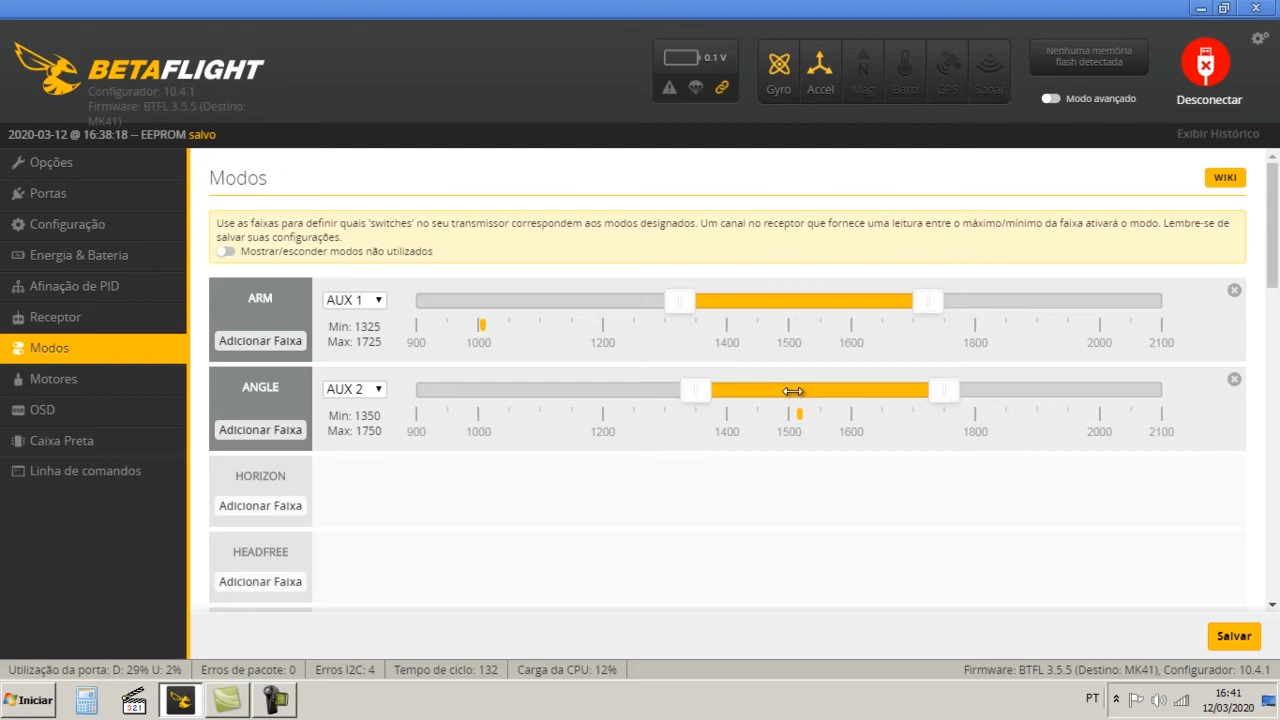 BETAFLIGHT
Configurador: 10.4.1
Firmware: BTFL 3.5.5 (Destino:
MK41)
0.1 V
Gyro
Accel
Mag
Baro
GPS
Sonar
Nenhuma memória
flash detectada
Modo avançado
Desconectar
2020-03-12 @ 16:38:18 -- EEPROM salvo
Exibir Histórico
Opções
Portas
Configuração
Energia & Bateria
Afinação de PID
Receptor
Modos
Motores
OSD
Caixa Preta
Linha de comandos
Modos
WIKI
Use as faixas para definir quais 'switches' no seu transmissor correspondem aos modos designados. Um canal no receptor que fornece uma leitura entre o máximo/mínimo da faixa ativará o modo. Lembre-se de
salvar suas configurações.
Mostrar/esconder modos não utilizados
ARM
Adicionar Faixa
AUX 1
Min: 1325
Max: 1725
900 1000 1200 1400 1500 1600 1800 2000 2100
ANGLE
Adicionar Faixa
AUX 2
Min: 1350
Max: 1750
900 1000 1200 1400 1500 1600 1800 2000 2100
HORIZON
Adicionar Faixa
HEADFREE
Adicionar Faixa
Salvar
Utilização da porta: D: 29% U: 2%
Erros de pacote: 0
Erros I2C: 4
Tempo de ciclo: 132
Carga da CPU: 12%
Firmware: BTFL 3.5.5 (Destino: MK41), Configurador: 10.4.1
Iniciar
321
PT
16:41
12/03/2020